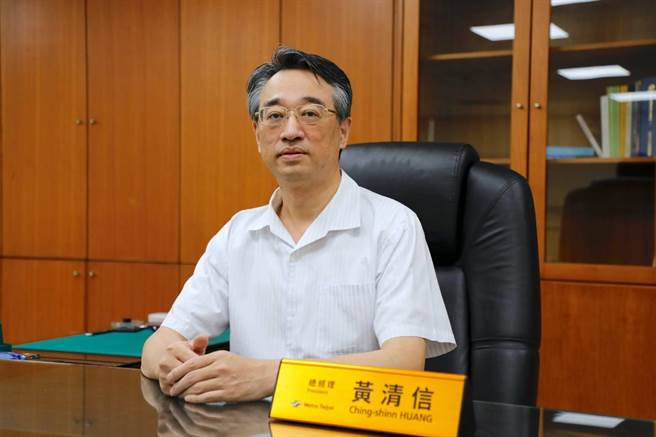 總經理
President
黃清信
Ching-shinn HUANG
Metro Taipei